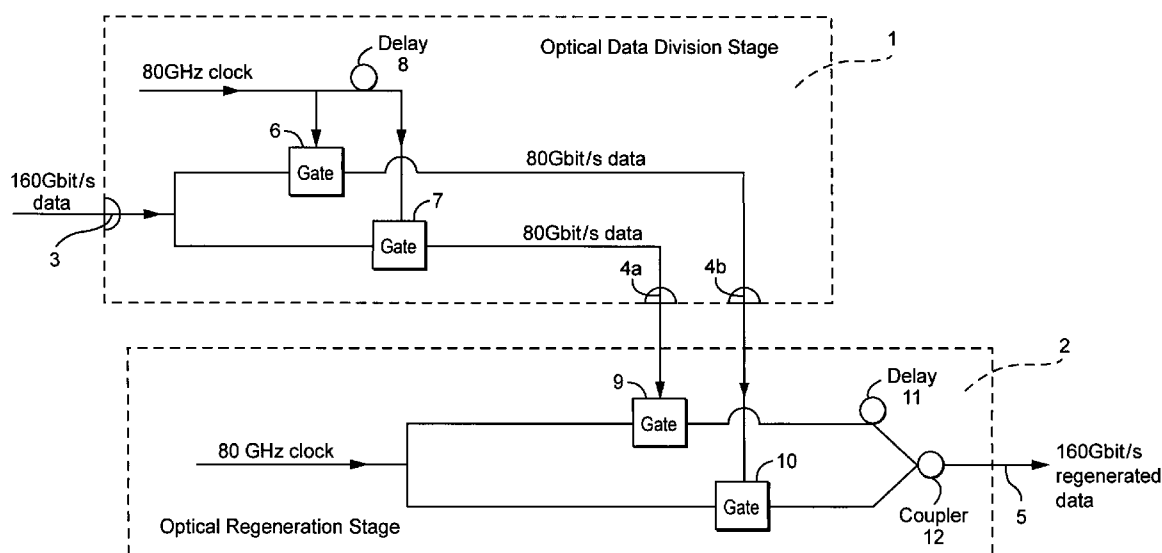 Optical Data Division Stage
1
Delay
8
80GHz clock
6
Gate
80Gbit/s data
160Gbit/s
data
3
7
Gate
80Gbit/s data
4a
4b
2
Delay
11
9
Gate
80 GHz clock
10
Gate
160Gbit/s
regenerated
data
5
Coupler
12
Optical Regeneration Stage